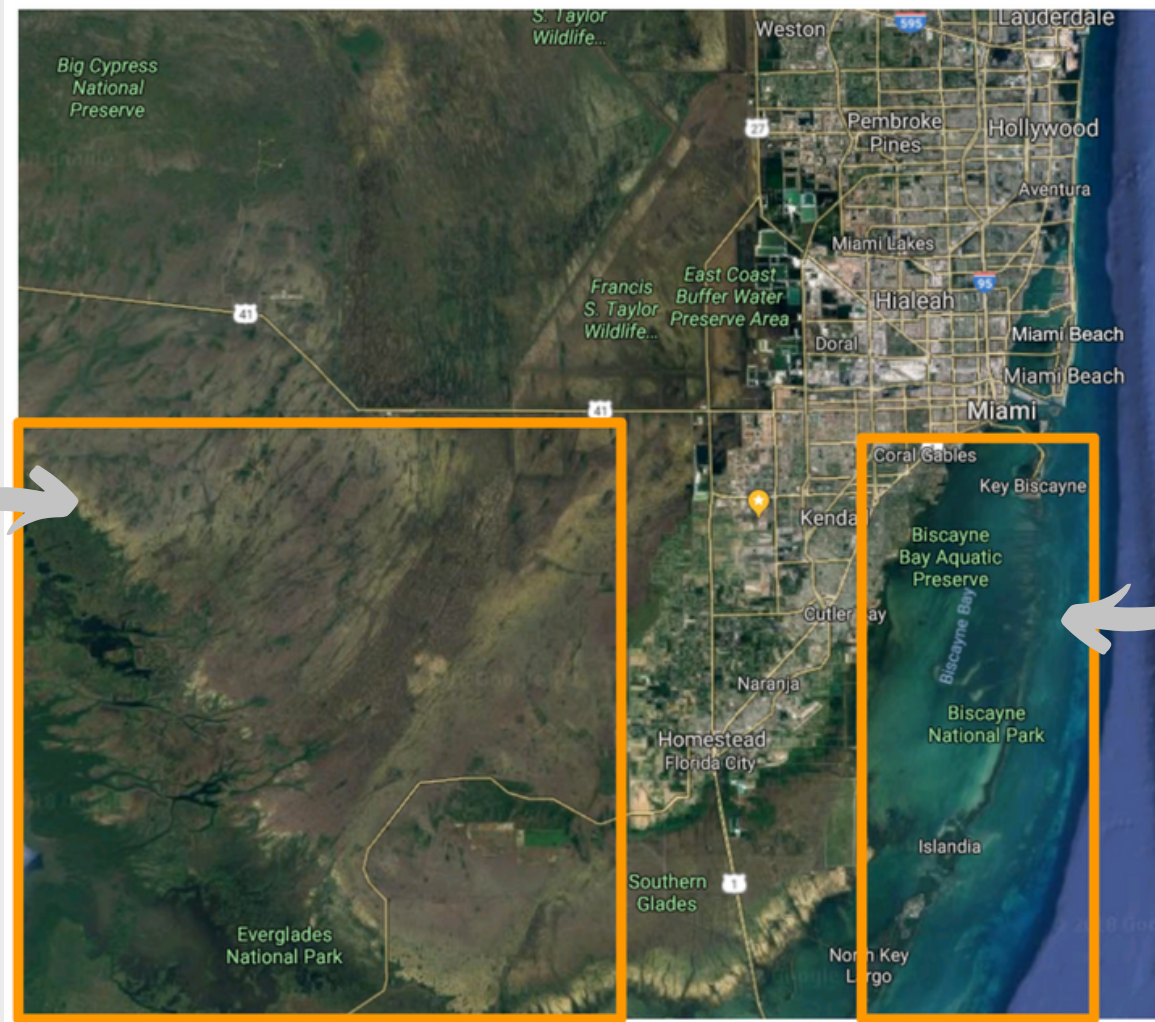 S. Taylor
Wildlife...
Weston
595
Lauderdale
Big Cypress
National
Preserve
27
Pembroke
Pines
Hollywood
Aventura
Miami Lakes
Francis
S. Taylor
Wildlife...
East Coast
Buffer Water
Preserve Area
95
Hialeah
41
Doral
Miami Beach
Miami Beach
41
Miami
Coral Gables
Key Biscayne
Kenda
Biscayne
Bay Aquatic
Preserve
Biscayne Bay
Cutler Bay
Naranja
Biscayne
National Park
Homestead
Florida City
Islandia
Southern
Glades
1
Everglades
National Park
North Key
Largo